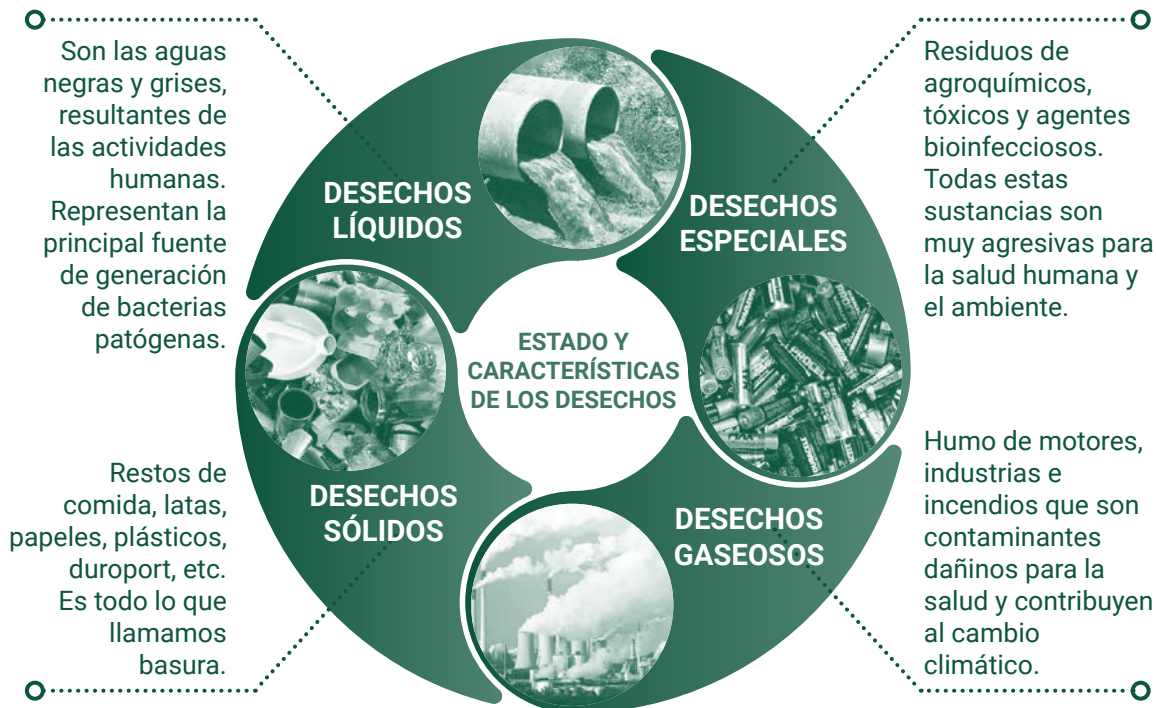 Son las aguas
negras y grises,
resultantes de
las actividades
humanas.
Representan la
principal fuente
de generación
de bacterias
patógenas.
DESECHOS
LÍQUIDOS
DESECHOS
ESPECIALES
Residuos de
agroquímicos,
tóxicos y agentes
bioinfecciosos.
Todas estas
sustancias son
muy agresivas para
la salud humana y
el ambiente.
ESTADO Y
CARACTERÍSTICAS
DE LOS DESECHOS
Restos de
comida, latas,
papeles, plásticos,
duroport, etc.
Es todo lo que
llamamos
basura.
DESECHOS
SÓLIDOS
DESECHOS
GASEOSOS
Humo de motores,
industrias e
incendios que son
contaminantes
dañinos para la
salud y contribuyen
al cambio
climático.